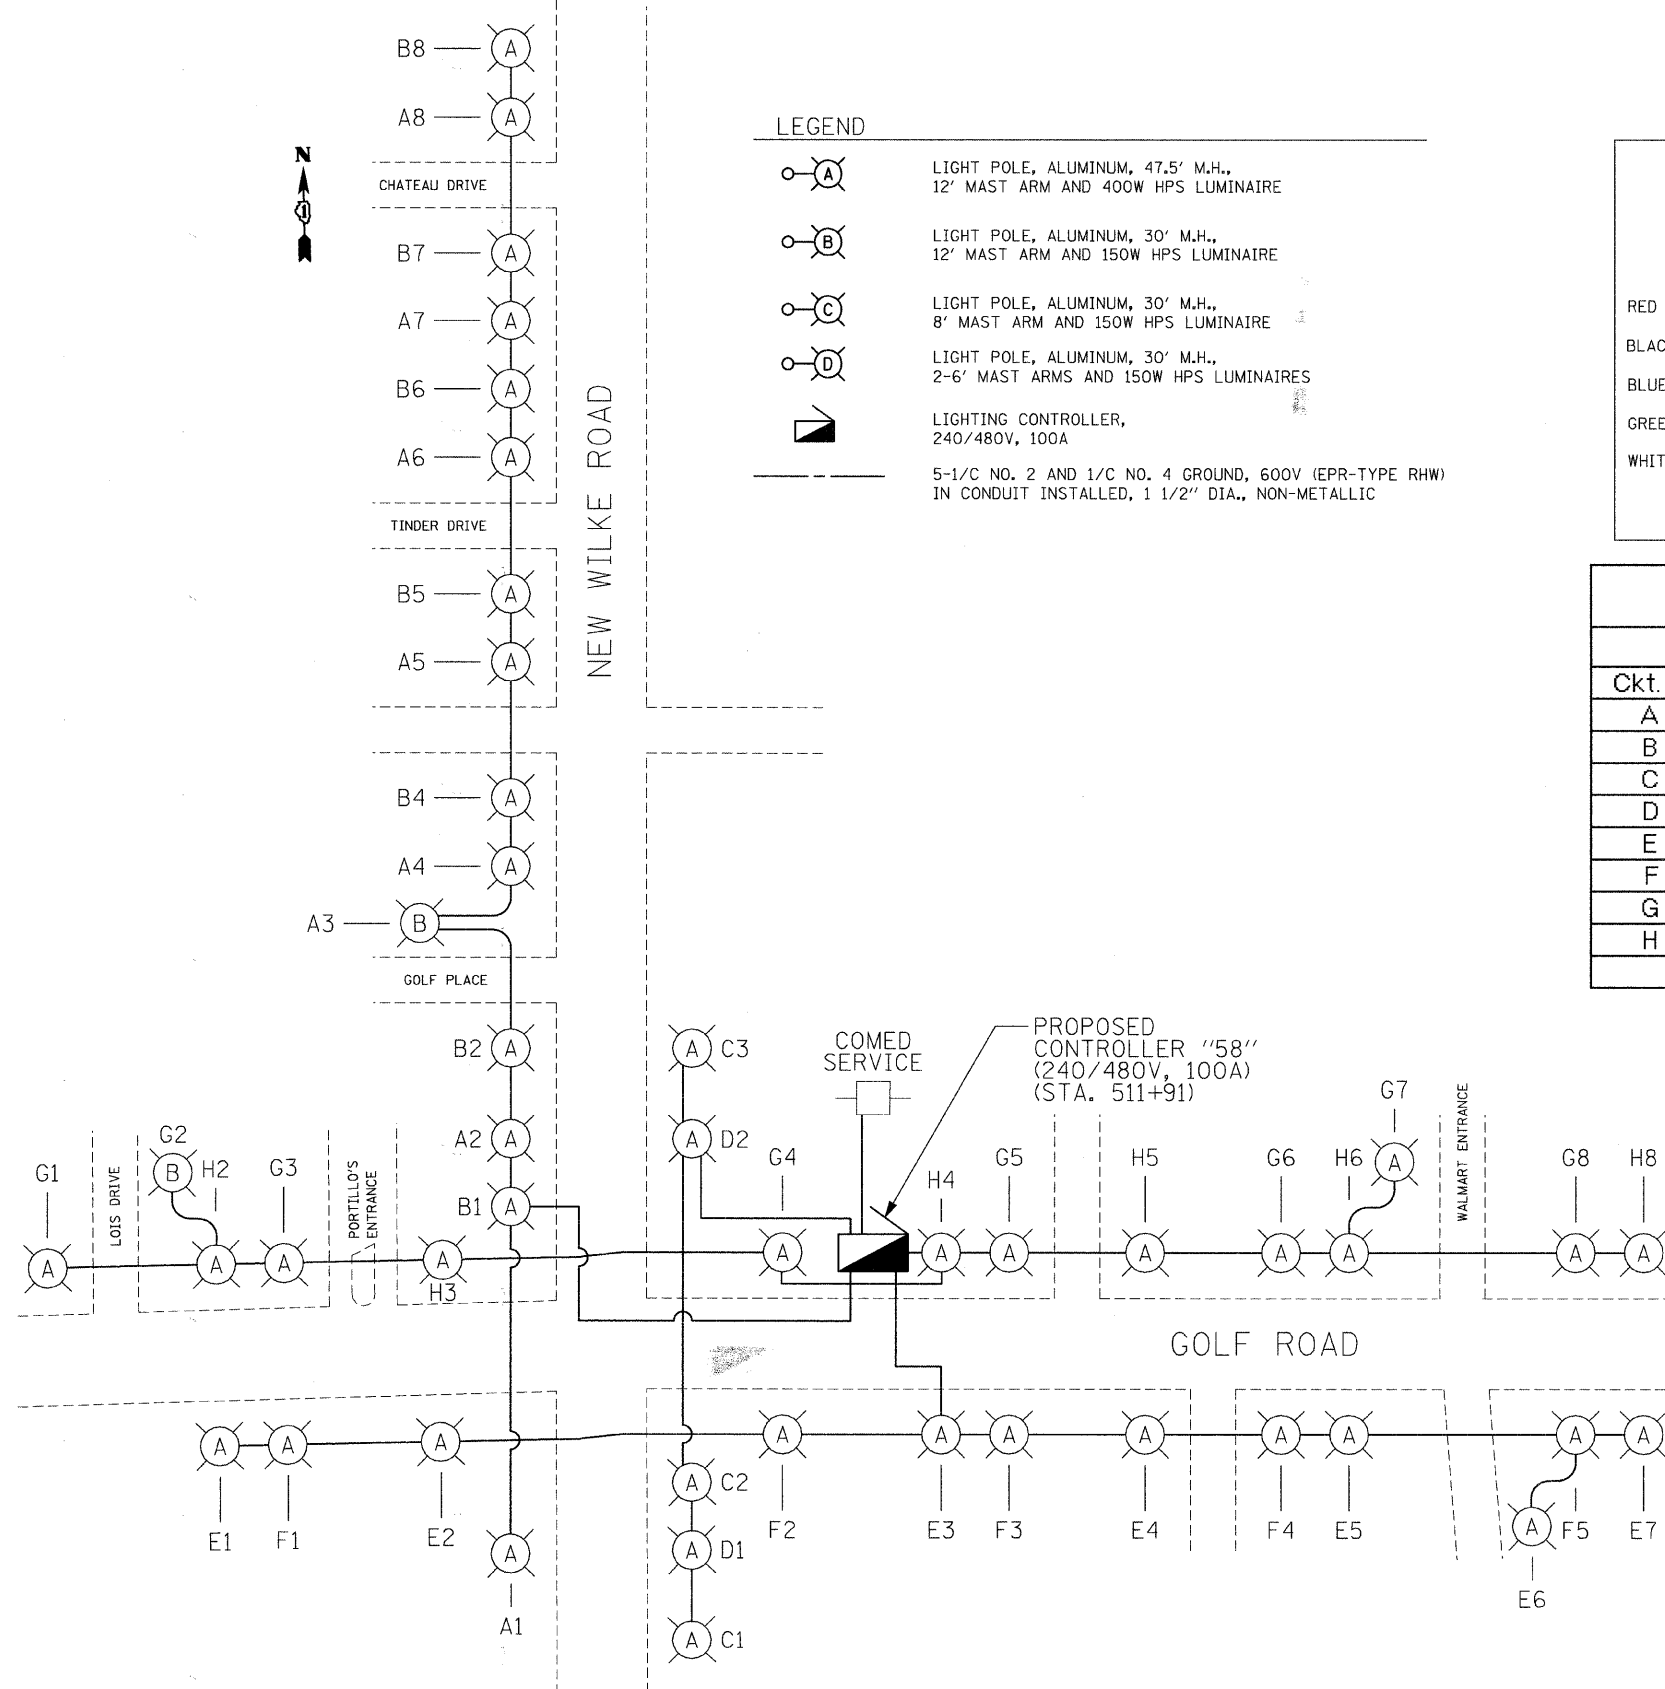 B8
A
A8
A
N
1
CHATEAU DRIVE
B7
A
A7
A
B6
A
A6
A
TINDER DRIVE
B5
A
A5
A
NEW WILKE ROAD
B4
A
A4
A
A3
B
GOLF PLACE
B2
A
A2
A
B1
A
LEGEND
A
LIGHT POLE, ALUMINUM, 47.5' M.H.,
12' MAST ARM AND 400W HPS LUMINAIRE
B
LIGHT POLE, ALUMINUM, 30' M.H.,
12' MAST ARM AND 150W HPS LUMINAIRE
C
LIGHT POLE, ALUMINUM, 30' M.H.,
8' MAST ARM AND 150W HPS LUMINAIRE
D
LIGHT POLE, ALUMINUM, 30' M.H.,
2-6' MAST ARMS AND 150W HPS LUMINAIRES
LIGHTING CONTROLLER,
240/480V, 100A
5-1/C NO. 2 AND 1/C NO. 4 GROUND, 600V (EPR-TYPE RHW)
IN CONDUIT INSTALLED, 1 1/2" DIA., NON-METALLIC
RED
BLAC
BLUE
GREE
WHIT
Ckt.
A
B
C
D
E
F
G
H
A
C3
A
D2
COMED
SERVICE
PROPOSED
CONTROLLER "58"
(240/480V, 100A)
(STA. 511+91)
G1
A
LOIS DRIVE
G2
B
H2
A
G3
A
PORTILLO'S
ENTRANCE
A
H3
G4
A
H4
A
G5
A
H5
A
G6
A
H6
A
G7
A
WALMART ENTRANCE
G8
A
H8
A
GOLF ROAD
A
E1
A
F1
A
E2
A
A1
A
C2
A
D1
A
C1
A
F2
A
E3
A
F3
A
E4
A
F4
A
E5
A
F5
A
E6
A
E7